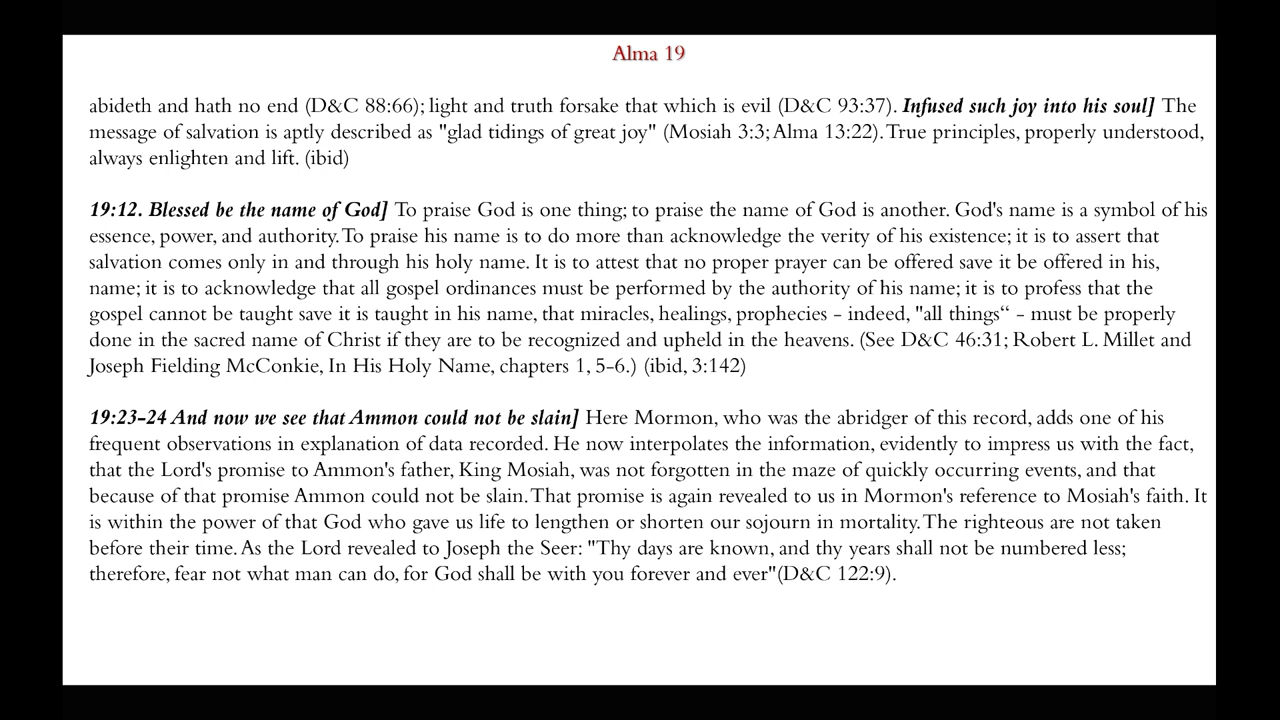 Alma 19
abideth and hath no end (D&C 88:66); light and truth forsake that which is evil (D&C 93:37). Infused such joy into his soul] The
message of salvation is aptly described as "glad tidings of great joy" (Mosiah 3:3; Alma 13:22). True principles, properly understood,
always enlighten and lift. (ibid)
19:12. Blessed be the name of God] To praise God is one thing; to praise the name of God is another. God's name is a symbol of his
essence, power, and authority. To praise his name is to do more than acknowledge the verity of his existence; it is to assert that
salvation comes only in and through his holy name. It is to attest that no proper prayer can be offered save it be offered in his,
name; it is to acknowledge that all gospel ordinances must be performed by the authority of his name; it is to profess that the
gospel cannot be taught save it is taught in his name, that miracles, healings, prophecies - indeed, "all things“ - must be properly
done in the sacred name of Christ if they are to be recognized and upheld in the heavens. (See D&C 46:31; Robert L. Millet and
Joseph Fielding McConkie, In His Holy Name, chapters 1, 5-6.) (ibid, 3:142)
19:23-24 And now we see that Ammon could not be slain] Here Mormon, who was the abridger of this record, adds one of his
frequent observations in explanation of data recorded. He now interpolates the information, evidently to impress us with the fact,
that the Lord's promise to Ammon's father, King Mosiah, was not forgotten in the maze of quickly occurring events, and that
because of that promise Ammon could not be slain. That promise is again revealed to us in Mormon's reference to Mosiah's faith. It
is within the power of that God who gave us life to lengthen or shorten our sojourn in mortality. The righteous are not taken
before their time. As the Lord revealed to Joseph the Seer: "Thy days are known, and thy years shall not be numbered less;
therefore, fear not what man can do, for God shall be with you forever and ever"(D&C 122:9).